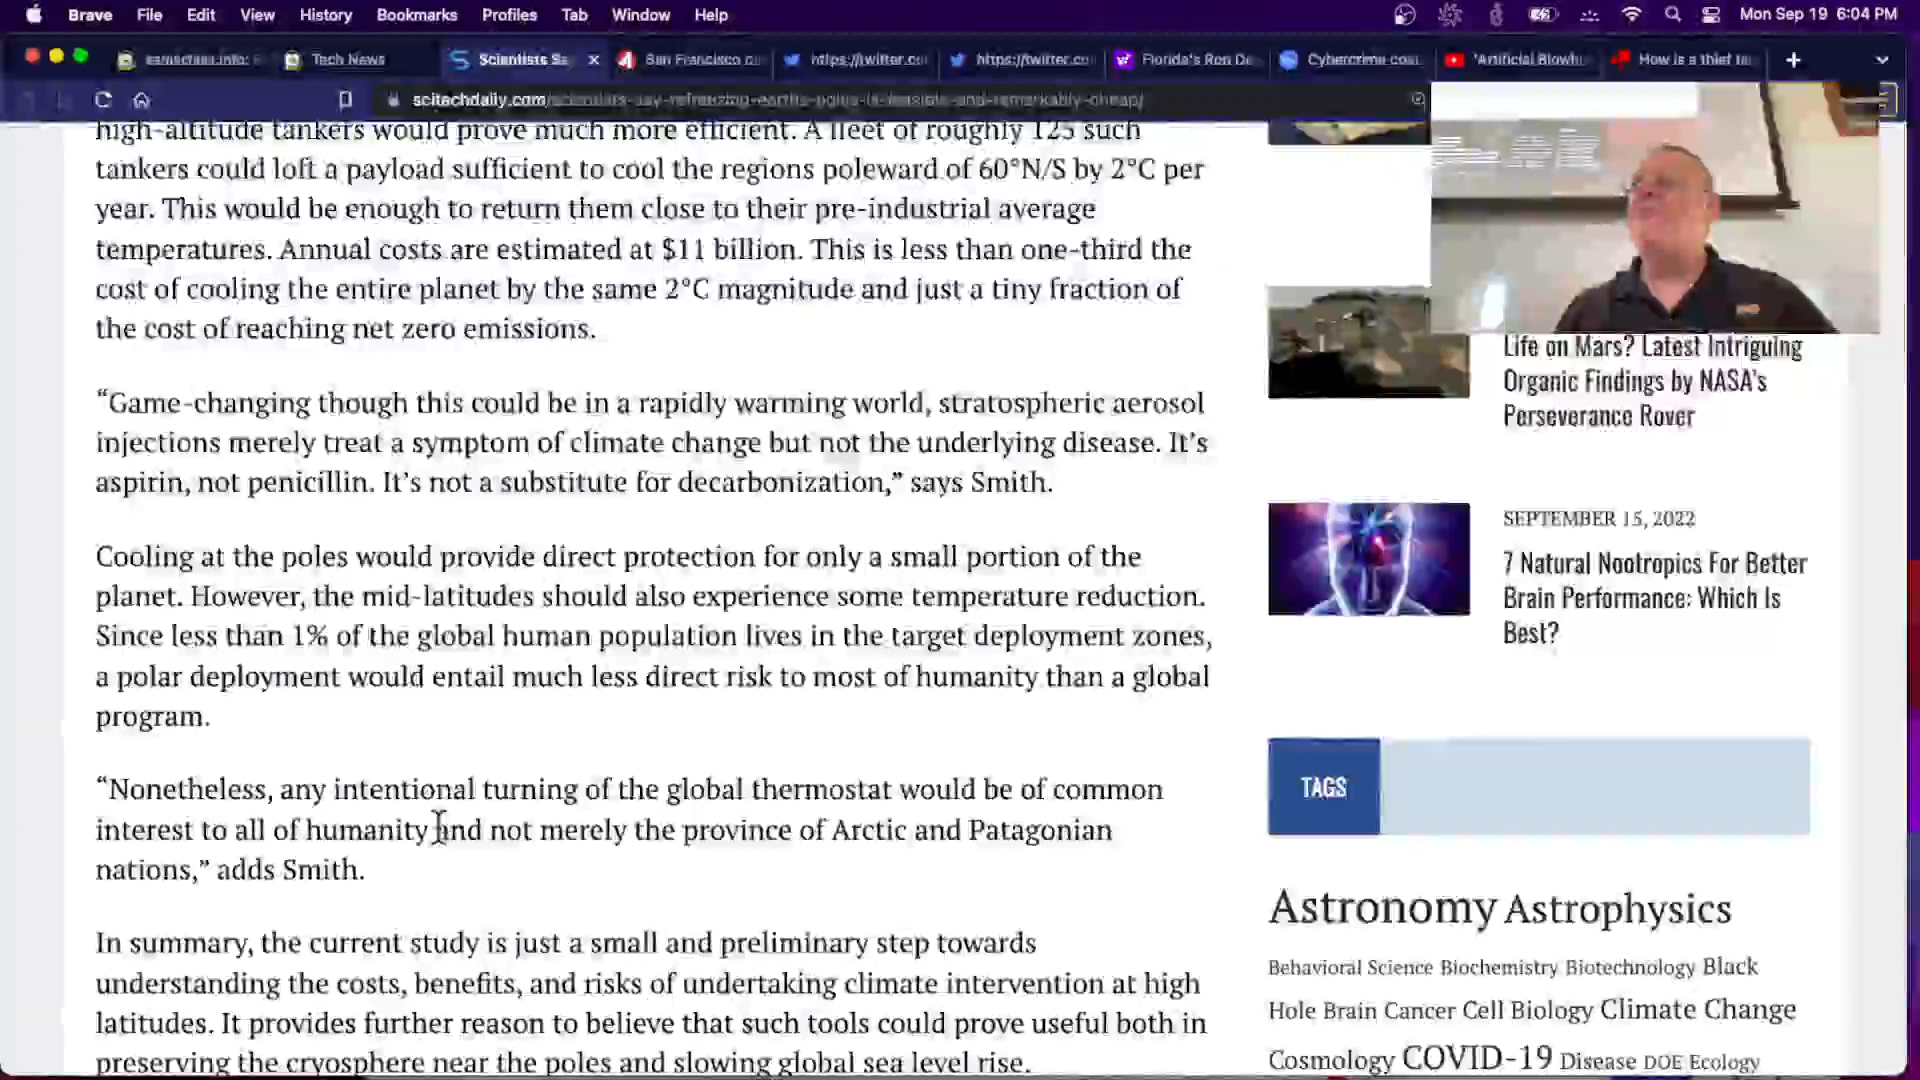 Brave File Edit View History Bookmarks Profiles Tab Window Help
Mon Sep 19 6:04 PM
Tech News
Scientists Sa
San Francisco
https://twitter.co
https://twitter.co
Florida's Ron De
Cybercrime
'Artificial
How is a thief
scitechdaily.com/scientists-say-refreezing-earths-poles-is-feasible-and-remarkably-cheap/
high-altitude tankers would prove much more efficient. A fleet of roughly 125 such
tankers could loft a payload sufficient to cool the regions poleward of 60°N/S by 2°C per
year. This would be enough to return them close to their pre-industrial average
temperatures. Annual costs are estimated at $11 billion. This is less than one-third the
cost of cooling the entire planet by the same 2°C magnitude and just a tiny fraction of
the cost of reaching net zero emissions.
“Game-changing though this could be in a rapidly warming world, stratospheric aerosol
injections merely treat a symptom of climate change but not the underlying disease. It’s
aspirin, not penicillin. It’s not a substitute for decarbonization,” says Smith.
Cooling at the poles would provide direct protection for only a small portion of the
planet. However, the mid-latitudes should also experience some temperature reduction.
Since less than 1% of the global human population lives in the target deployment zones,
a polar deployment would entail much less direct risk to most of humanity than a global
program.
“Nonetheless, any intentional turning of the global thermostat would be of common
interest to all of humanity and not merely the province of Arctic and Patagonian
nations,” adds Smith.
In summary, the current study is just a small and preliminary step towards
understanding the costs, benefits, and risks of undertaking climate intervention at high
latitudes. It provides further reason to believe that such tools could prove useful both in
preserving the cryosphere near the poles and slowing global sea level rise.
Life on Mars? Latest Intriguing
Organic Findings by NASA’s
Perseverance Rover
SEPTEMBER 15, 2022
7 Natural Nootropics For Better
Brain Performance: Which Is
Best?
TAGS
Astronomy Astrophysics
Behavioral Science Biochemistry Biotechnology Black
Hole Brain Cancer Cell Biology Climate Change
Cosmology COVID-19 Disease DOE Ecology